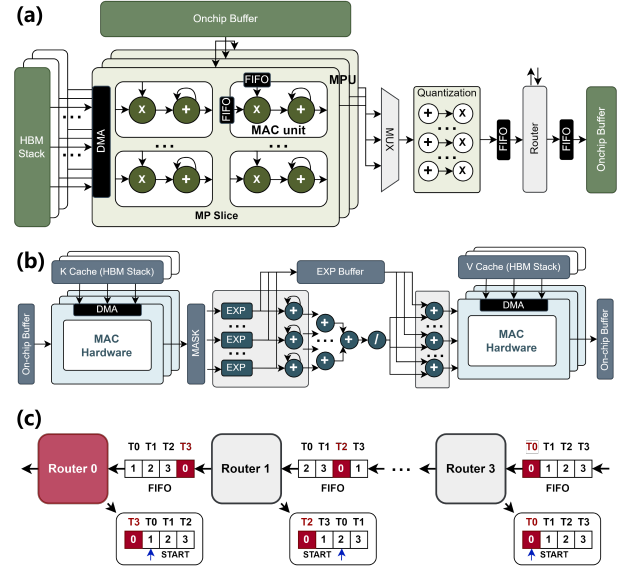 (a)
Onchip Buffer
HBM
Stack
DMA
x
+
FIFO
FIFO
x
+
MAC unit
MPU
...
...
...
...
x
+
x
+
MP Slice
MUX
Quantization
+
x
...
+
x
...
+
x
FIFO
Router
FIFO
Onchip Buffer
(b)
K Cache (HBM Stack)
On-chip Buffer
DMA
MAC
Hardware
MASK
EXP Buffer
EXP
...
EXP
...
EXP
+
...
+
...
+
+
...
+
+
/
+
...
+
...
+
V Cache (HBM Stack)
DMA
MAC
Hardware
On-chip Buffer
(c)
Router 0
T0 T1 T2 T3
1 2 3 0
FIFO
T3 T0 T1 T2
0 1 2 3
START
Router 1
T0 T1 T2 T3
2 3 0 1
FIFO
T2 T3 T0 T1
0 1 2 3
START
...
Router 3
T0 T1 T2 T3
0 1 2 3
FIFO
T0 T1 T2 T3
0 1 2 3
START